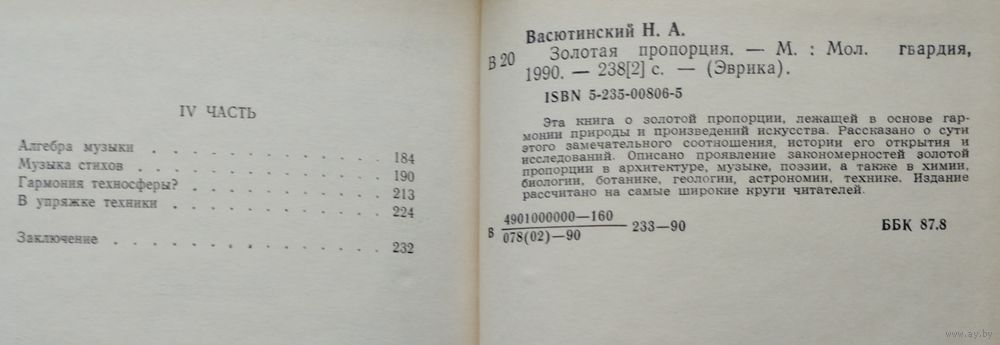 IV ЧАСТЬ
Алгебра музыки . . . . . . . . . . . 184
Музыка стихов . . . . . . . . . . . 190
Гармония техносферы? . . . . . . . . . 213
В упряжке техники . . . . . . . . . . 224
Заключение . . . . . . . . . . . . 232
Васютинский Н. А.
В 20 Золотая пропорция. — М. : Мол. гвардия,
1990. — 238[2] с. — (Эврика).
ISBN 5-235-00806-5
Эта книга о золотой пропорции, лежащей в основе гар-
монии природы и произведений искусства. Рассказано о сути
этого замечательного соотношения, истории его открытия и
исследований. Описано проявление закономерностей золотой
пропорции в архитектуре, музыке, поэзии, а также в химии,
биологии, ботанике, геологии, астрономии, технике. Издание
рассчитано на самые широкие круги читателей.
4901000000—160
В 078(02)—90 233—90 ББК 87.8
www.ay.by